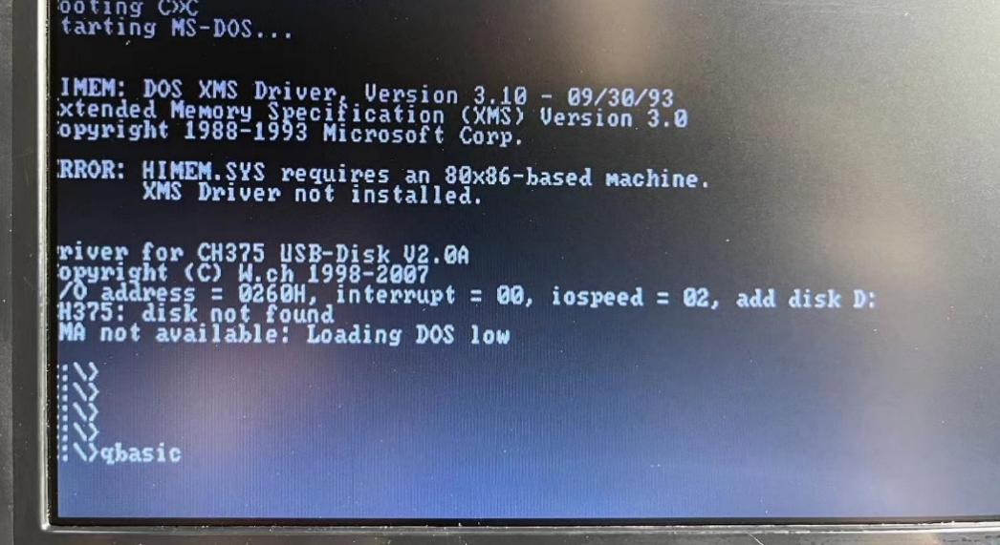 ooting C>>C
tarting MS-DOS...
IMEM: DOS XMS Driver, Version 3.10 - 09/30/93
xtended Memory Specification (XMS) Version 3.0
opyright 1988-1993 Microsoft Corp.
RROR: HIMEM.SYS requires an 80x86-based machine.
XMS Driver not installed.
river for CH375 USB-Disk V2.0A
opyright (C) W.ch 1998-2007
/O address = 0260H, interrupt = 00, iospeed = 02, add disk D:
H375: disk not found
MA not available: Loading DOS low
:\>
:\>
:\>
:\>
:\>qbasic